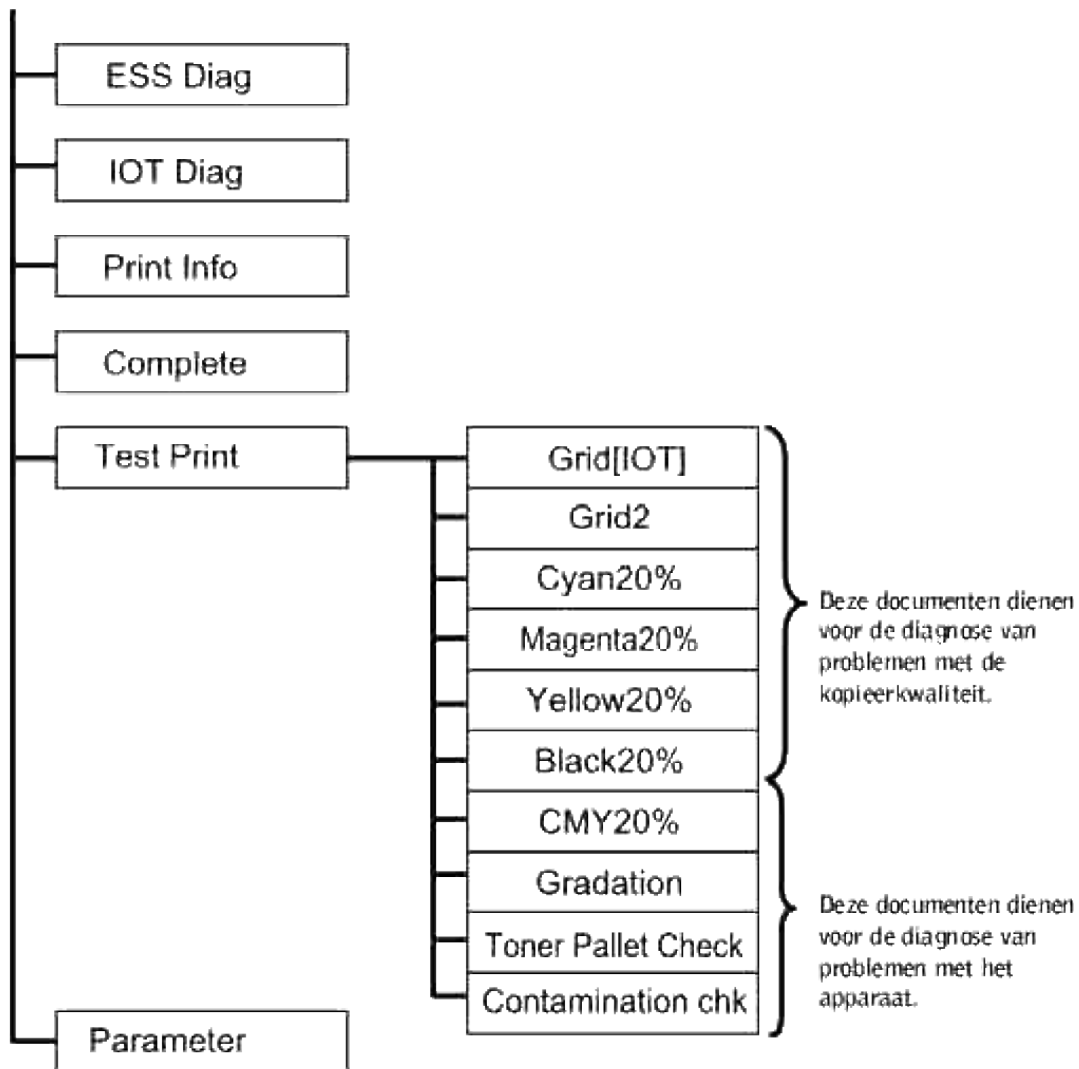 ESS Diag
IOT Diag
Print Info
Complete
Test Print
Grid[IOT]
Grid2
Cyan20%
Magenta20%
Yellow20%
Black20%
CMY20%
Gradation
Toner Pallet Check
Contamination chk
Deze documenten dienen
voor de diagnose van
problemen met de
kopieerkwaliteit.
Deze documenten dienen
voor de diagnose van
problemen met het
apparaat.
Parameter